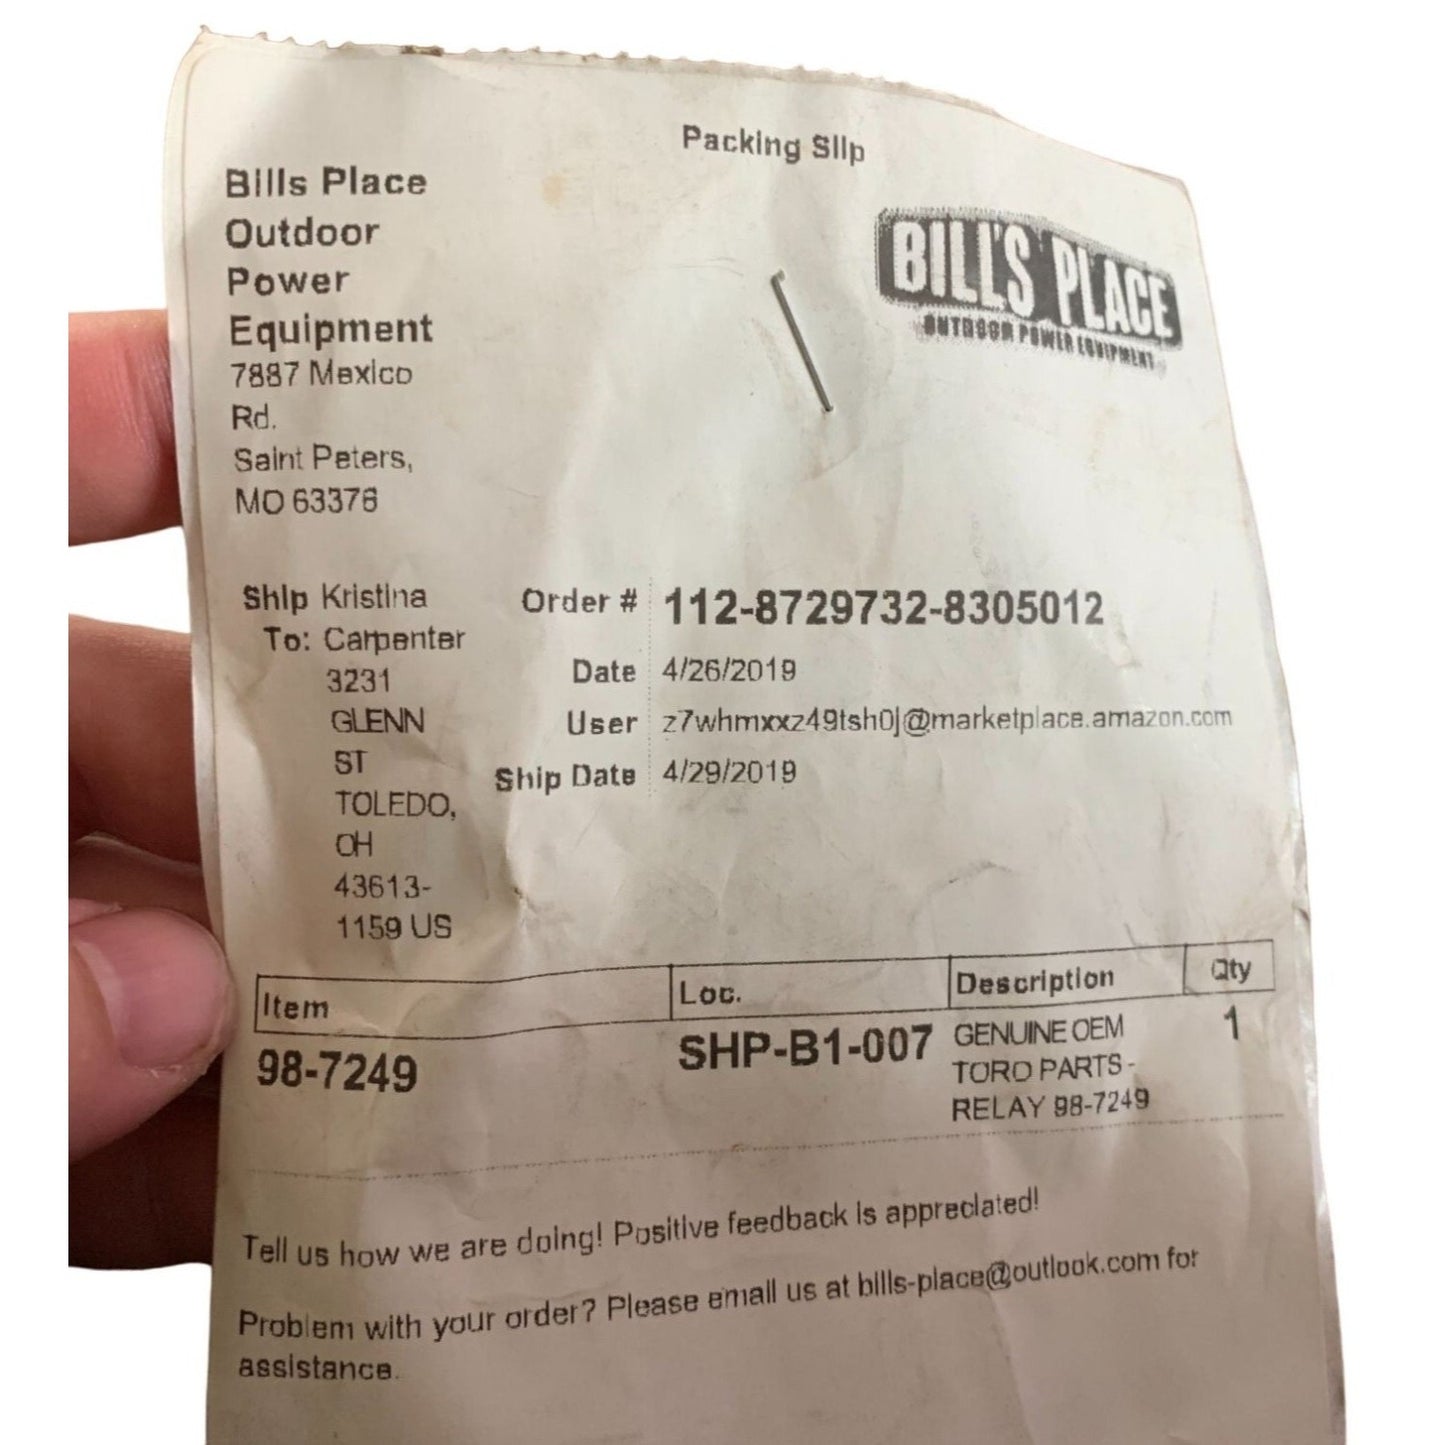 Packing Slip
Bills Place
Outdoor
Power
Equipment
7887 Mexico
Rd.
Saint Peters,
MO 63376
BILL'S PLACE
OUTDOOR POWER EQUIPMENT
Ship Kristina
To: Carpenter
3231
GLENN
ST
TOLEDO,
OH
43613-
1159 US
Order # 112-8729732-8305012
Date 4/26/2019
User z7whmxxz49tsh0j@marketplace.amazon.com
Ship Date 4/29/2019
Item Loc. Description Qty
98-7249 SHP-B1-007 GENUINE OEM 1
TORO PARTS -
RELAY 98-7249
Tell us how we are doing! Positive feedback is appreciated!
Problem with your order? Please email us at bills-place@outlook.com for
assistance.